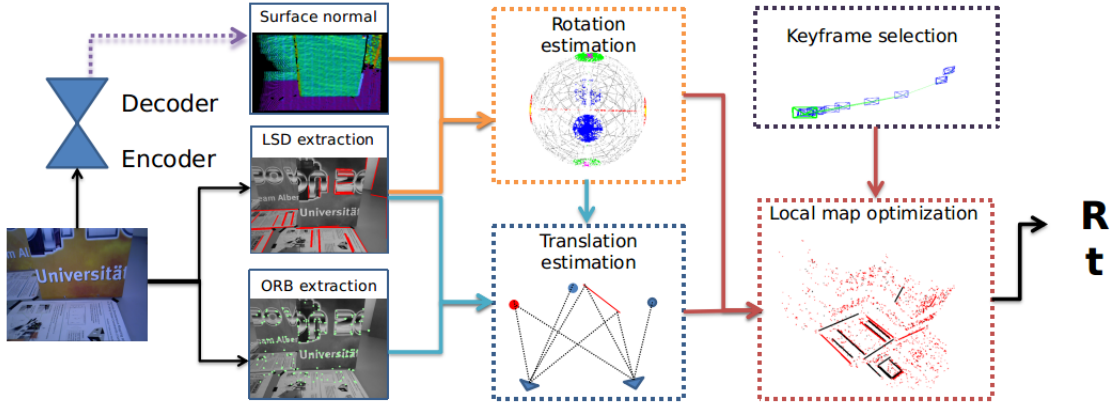 Surface normal
Rotation
estimation
Keyframe selection
Decoder
Encoder
LSD extraction
Universität
Universität
Translation
estimation
Local map optimization
R
t
ORB extraction
Universität